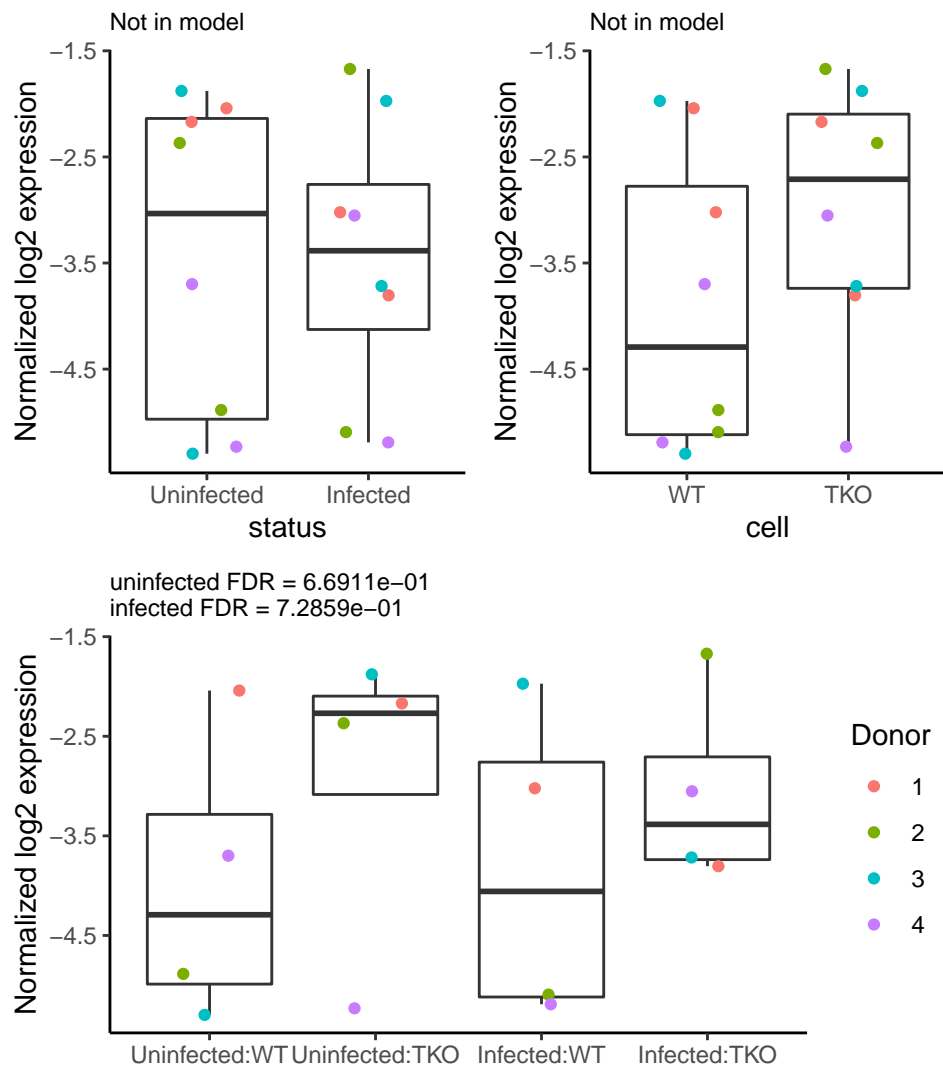 Not in model
Normalized log2 expression
−1.5
−2.5
−3.5
−4.5
Uninfected
Infected
status
Not in model
Normalized log2 expression
−1.5
−2.5
−3.5
−4.5
WT
TKO
cell
uninfected FDR = 6.6911e−01
infected FDR = 7.2859e−01
Normalized log2 expression
−1.5
−2.5
−3.5
−4.5
Uninfected:WT
Uninfected:TKO
Infected:WT
Infected:TKO
Donor
1
2
3
4